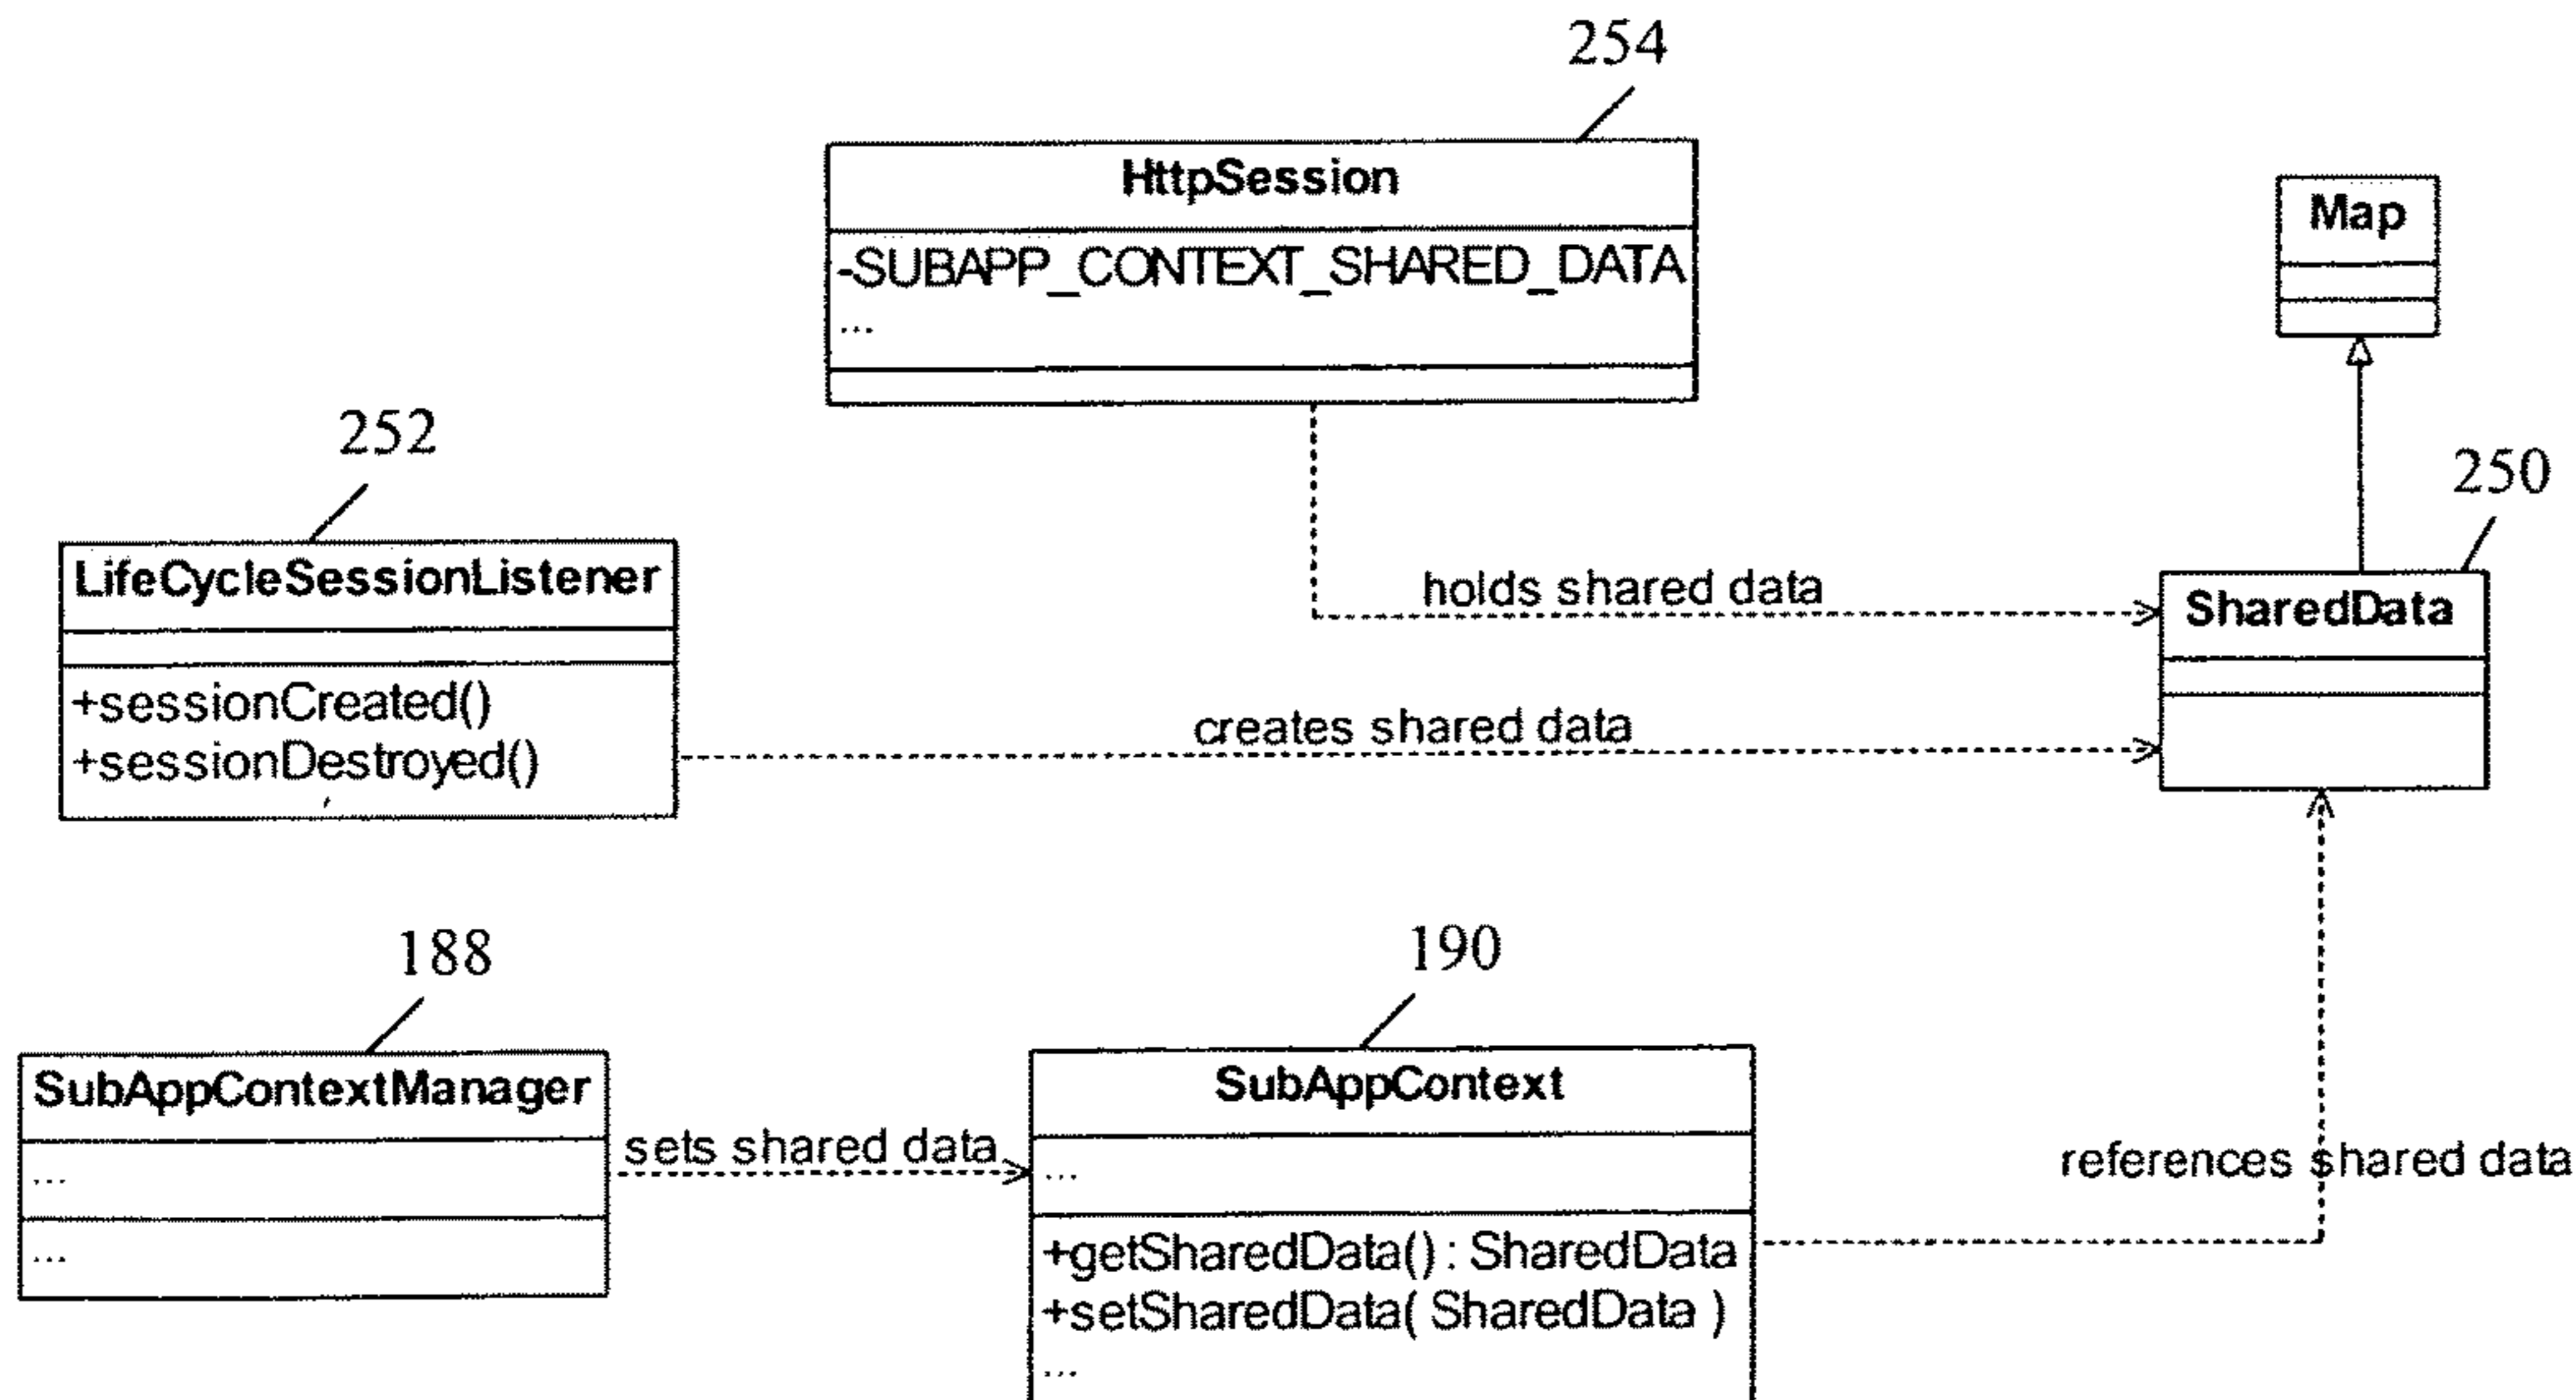 254
HttpSession
-SUBAPP_CONTEXT_SHARED_DATA
...
Map
252
LifeCycleSessionListener
+sessionCreated()
+sessionDestroyed()
holds shared data
creates shared data
250
SharedData
188
SubAppContextManager
...
...
sets shared data
190
SubAppContext
...
+getSharedData() : SharedData
+setSharedData( SharedData )
...
references shared data